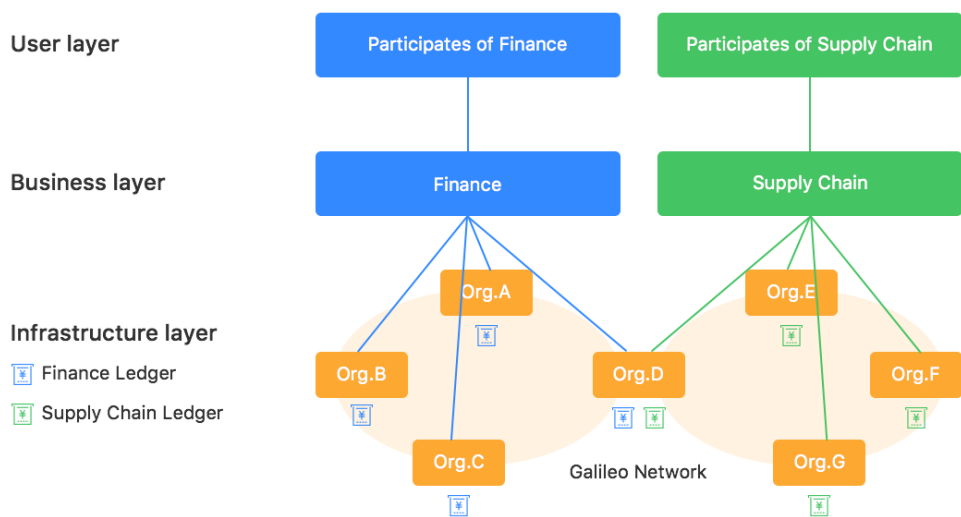 User layer
Participates of Finance
Participates of Supply Chain
Business layer
Finance
Supply Chain
Org.A
Org.E
Infrastructure layer
¥ Finance Ledger
¥
¥
Org.B
Org.D
Org.F
¥ Supply Chain Ledger
¥
¥
¥
¥
Org.C
Galileo Network
Org.G
¥
¥